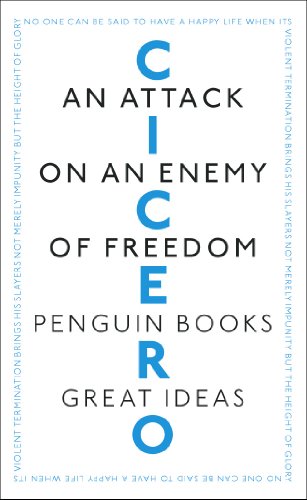 NO ONE CAN BE SAID TO HAVE A HAPPY LIFE WHEN ITS
VIOLENT TERMINATION BRINGS HIS SLAYERS NOT MERELY IMPUNITY BUT THE HEIGHT OF GLORY
NO ONE CAN BE SAID TO HAVE A HAPPY LIFE WHEN ITS
VIOLENT TERMINATION BRINGS HIS SLAYERS NOT MERELY IMPUNITY BUT THE HEIGHT OF GLORY
CICERO
AN ATTACK
ON AN ENEMY
OF FREEDOM
PENGUIN BOOKS
GREAT IDEAS